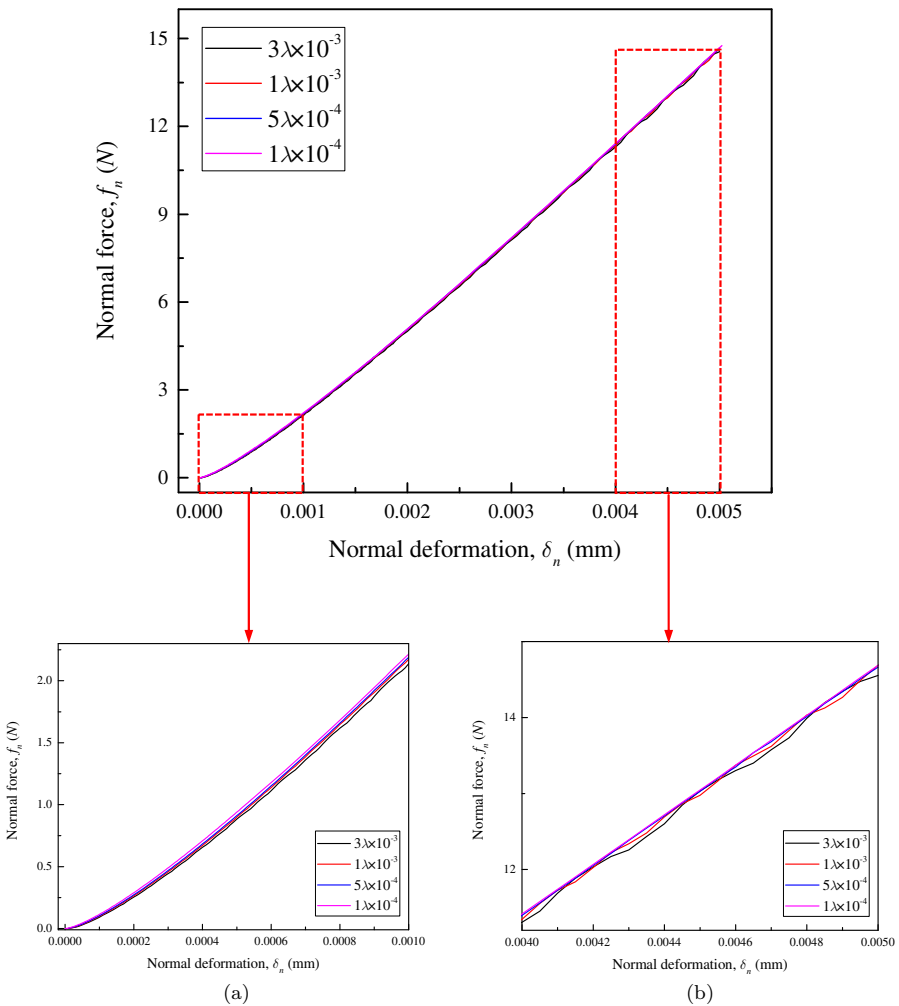 15
12
9
6
3
0
Normal force, fₙ (N)
3λ×10⁻³
1λ×10⁻³
5λ×10⁻⁴
1λ×10⁻⁴
0.000 0.001 0.002 0.003 0.004 0.005
Normal deformation, δₙ (mm)
2.0
1.5
1.0
0.5
0.0
Normal force, fₙ (N)
3λ×10⁻³
1λ×10⁻³
5λ×10⁻⁴
1λ×10⁻⁴
0.0000 0.0002 0.0004 0.0006 0.0008 0.0010
Normal deformation, δₙ (mm)
(a)
14
12
Normal force, fₙ (N)
3λ×10⁻³
1λ×10⁻³
5λ×10⁻⁴
1λ×10⁻⁴
0.0040 0.0042 0.0044 0.0046 0.0048 0.0050
Normal deformation, δₙ (mm)
(b)